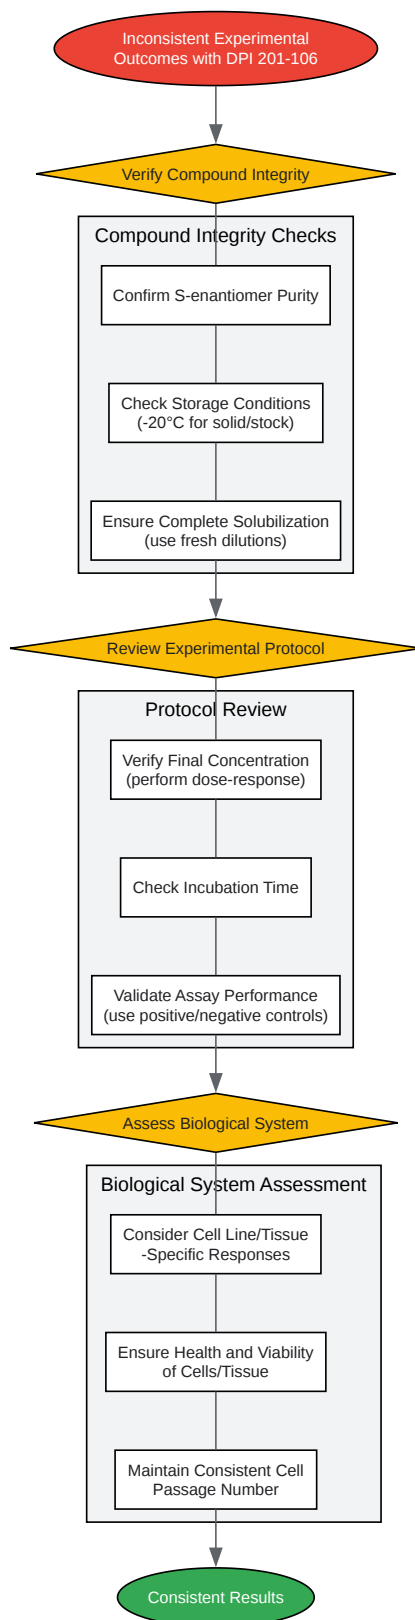 Inconsistent Experimental
Outcomes with DPI 201-106
Verify Compound Integrity
Compound Integrity Checks
Confirm S-enantiomer Purity
Check Storage Conditions
(-20°C for solid/stock)
Ensure Complete Solubilization
(use fresh dilutions)
Review Experimental Protocol
Protocol Review
Verify Final Concentration
(perform dose-response)
Check Incubation Time
Validate Assay Performance
(use positive/negative controls)
Assess Biological System
Biological System Assessment
Consider Cell Line/Tissue
-Specific Responses
Ensure Health and Viability
of Cells/Tissue
Maintain Consistent Cell
Passage Number
Consistent Results